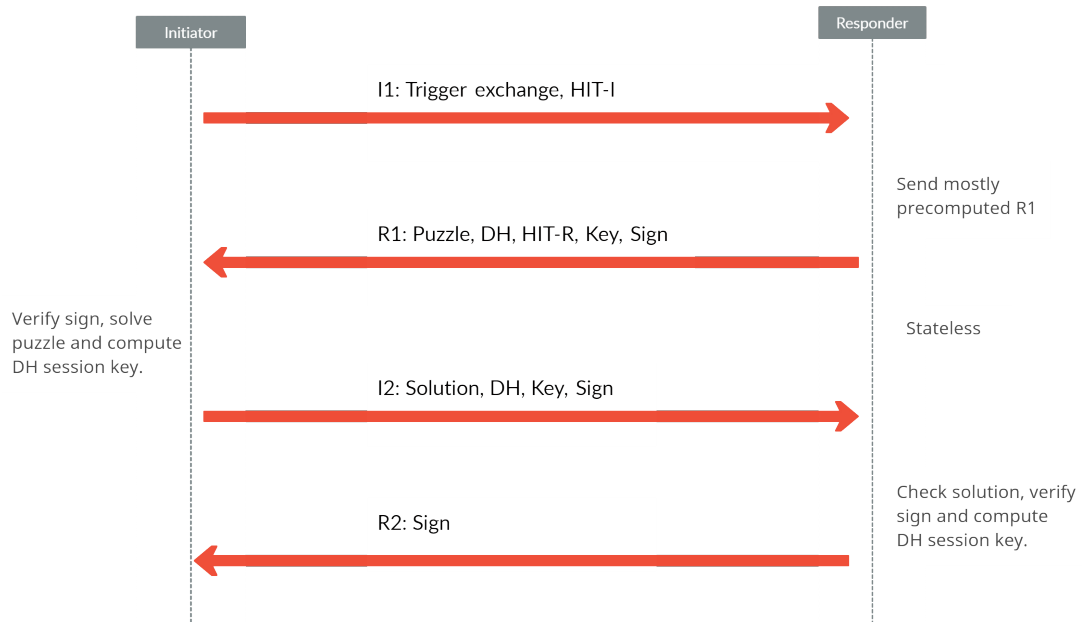 Initiator
Responder
I1: Trigger exchange, HIT-I
Send mostly
precomputed R1
R1: Puzzle, DH, HIT-R, Key, Sign
Verify sign, solve
puzzle and compute
DH session key.
Stateless
I2: Solution, DH, Key, Sign
Check solution, verify
sign and compute
DH session key.
R2: Sign